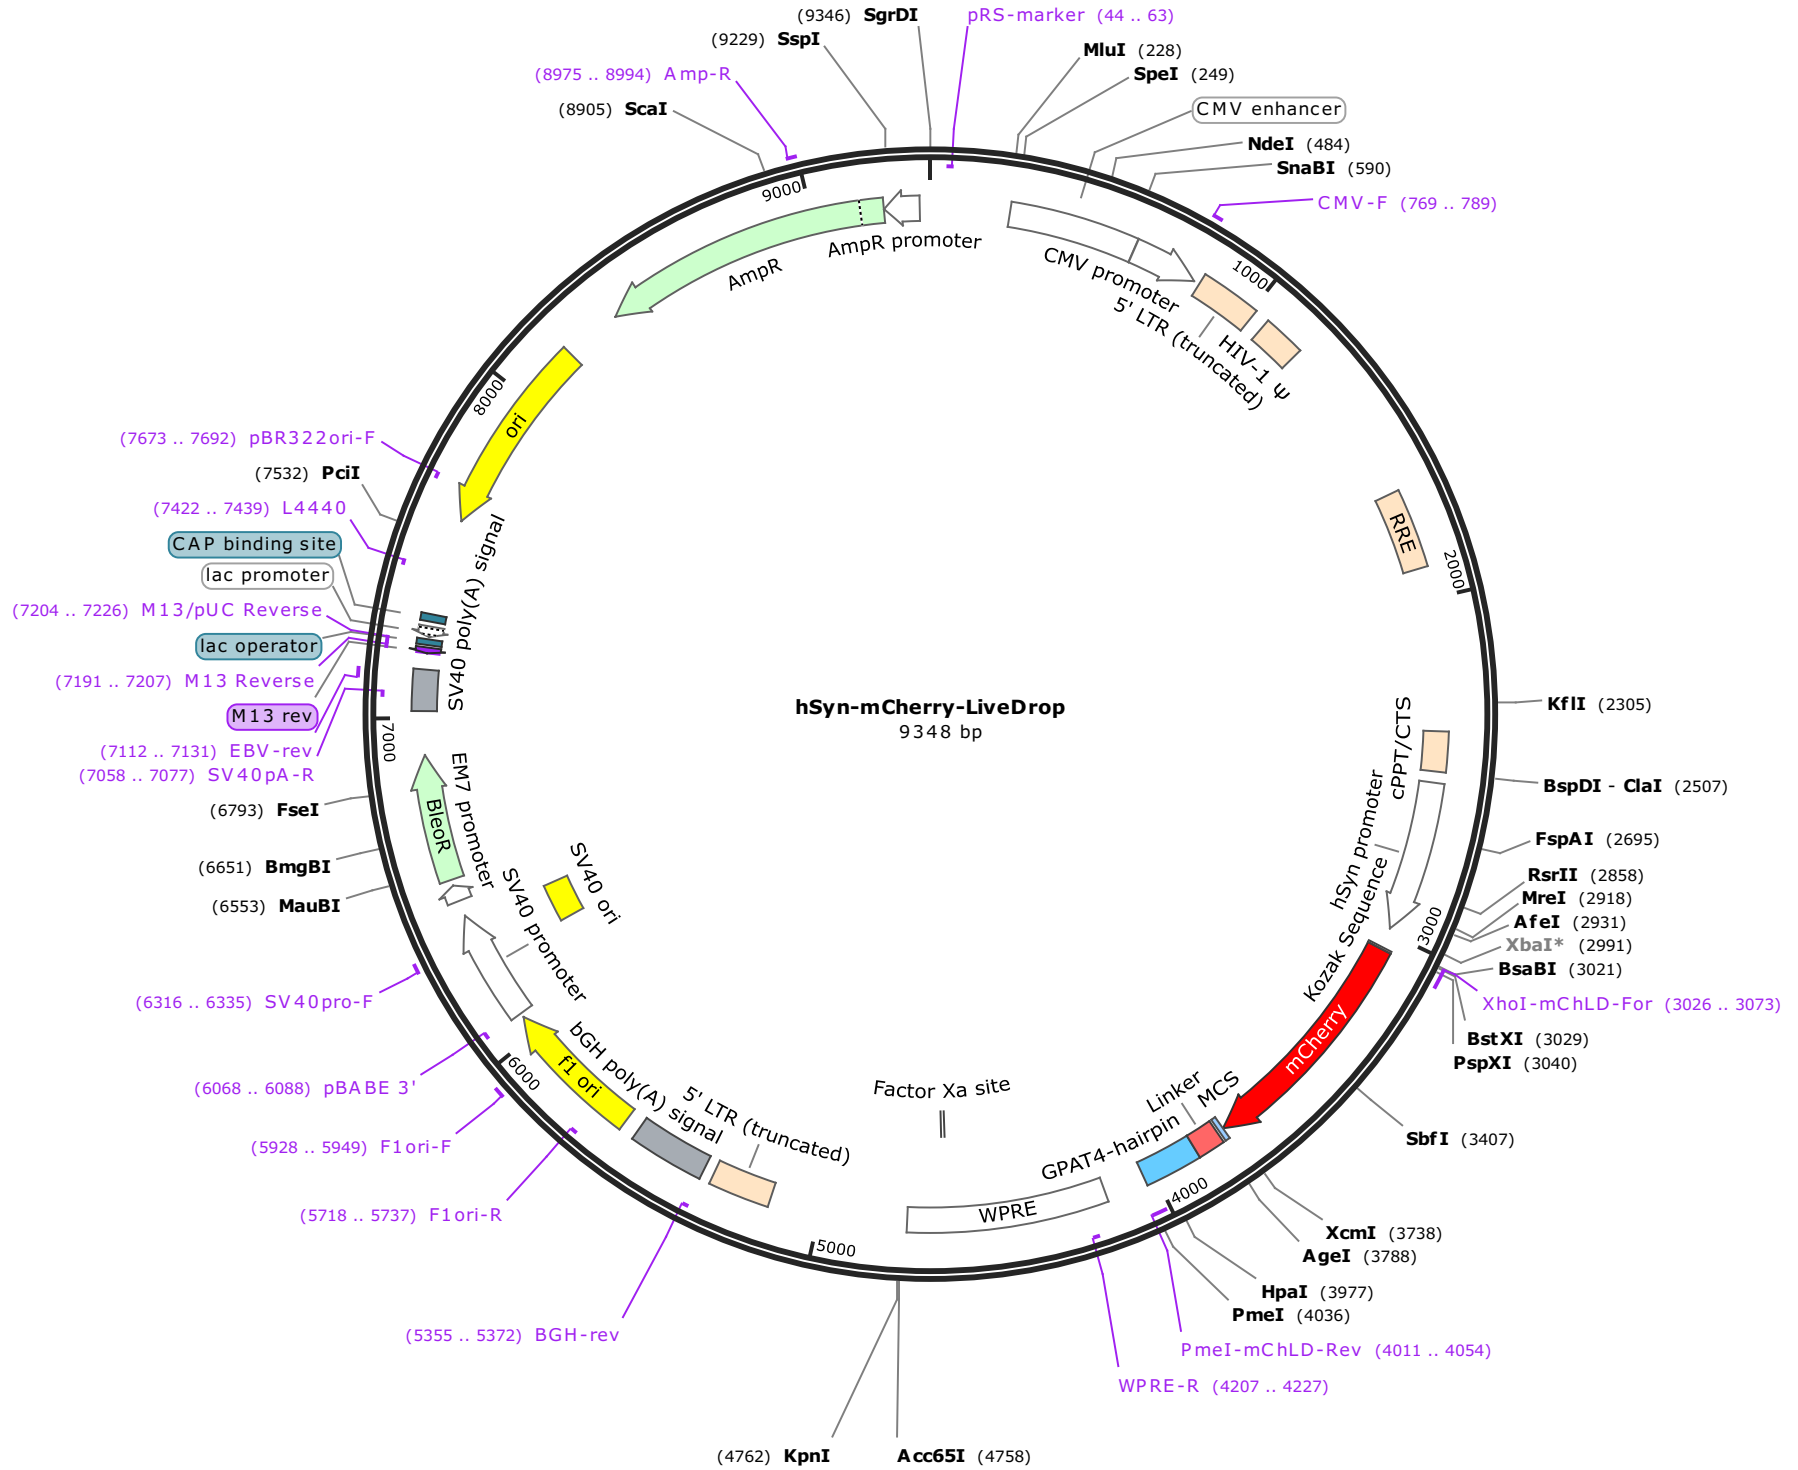 (9346) SgrDI
pRS-marker (44 .. 63)
(9229) SspI
MluI (228)
(8975 .. 8994) Amp-R
SpeI (249)
(8905) ScaI
CMV enhancer
NdeI (484)
SnaBI (590)
CMV-F (769 .. 789)
9000
AmpR promoter
AmpR
CMV promoter
1000
5' LTR (truncated)
HIV-1 Ψ
8000
ori
(7673 .. 7692) pBR322ori-F
(7532) PciI
(7422 .. 7439) L4440
CAP binding site
lac promoter
(7204 .. 7226) M13/pUC Reverse
lac operator
(7191 .. 7207) M13 Reverse
M13 rev
(7112 .. 7131) EBV-rev
(7058 .. 7077) SV40pA-R
SV40 poly(A) signal
RRE
2000
hSyn-mCherry-LiveDrop
9348 bp
KflI (2305)
cPPT/CTS
BspDI - ClaI (2507)
7000
(6793) FseI
BleoR
EM7 promoter
FspAI (2695)
hSyn promoter
(6651) BmgBI
RsrII (2858)
MreI (2918)
(6553) MauBI
SV40 ori
SV40 promoter
AfeI (2931)
3000
XbaI* (2991)
Kozak Sequence
BsaBI (3021)
(6316 .. 6335) SV40pro-F
XhoI-mChLD-For (3026 .. 3073)
BstXI (3029)
PspXI (3040)
mCherry
6000
(6068 .. 6088) pBABE 3'
f1 ori
bGH poly(A) signal
Factor Xa site
5' LTR (truncated)
Linker
MCS
GPAT4-hairpin
SbfI (3407)
(5928 .. 5949) F1ori-F
(5718 .. 5737) F1ori-R
WPRE
4000
XcmI (3738)
5000
AgeI (3788)
HpaI (3977)
PmeI (4036)
(5355 .. 5372) BGH-rev
PmeI-mChLD-Rev (4011 .. 4054)
WPRE-R (4207 .. 4227)
(4762) KpnI
Acc65I (4758)